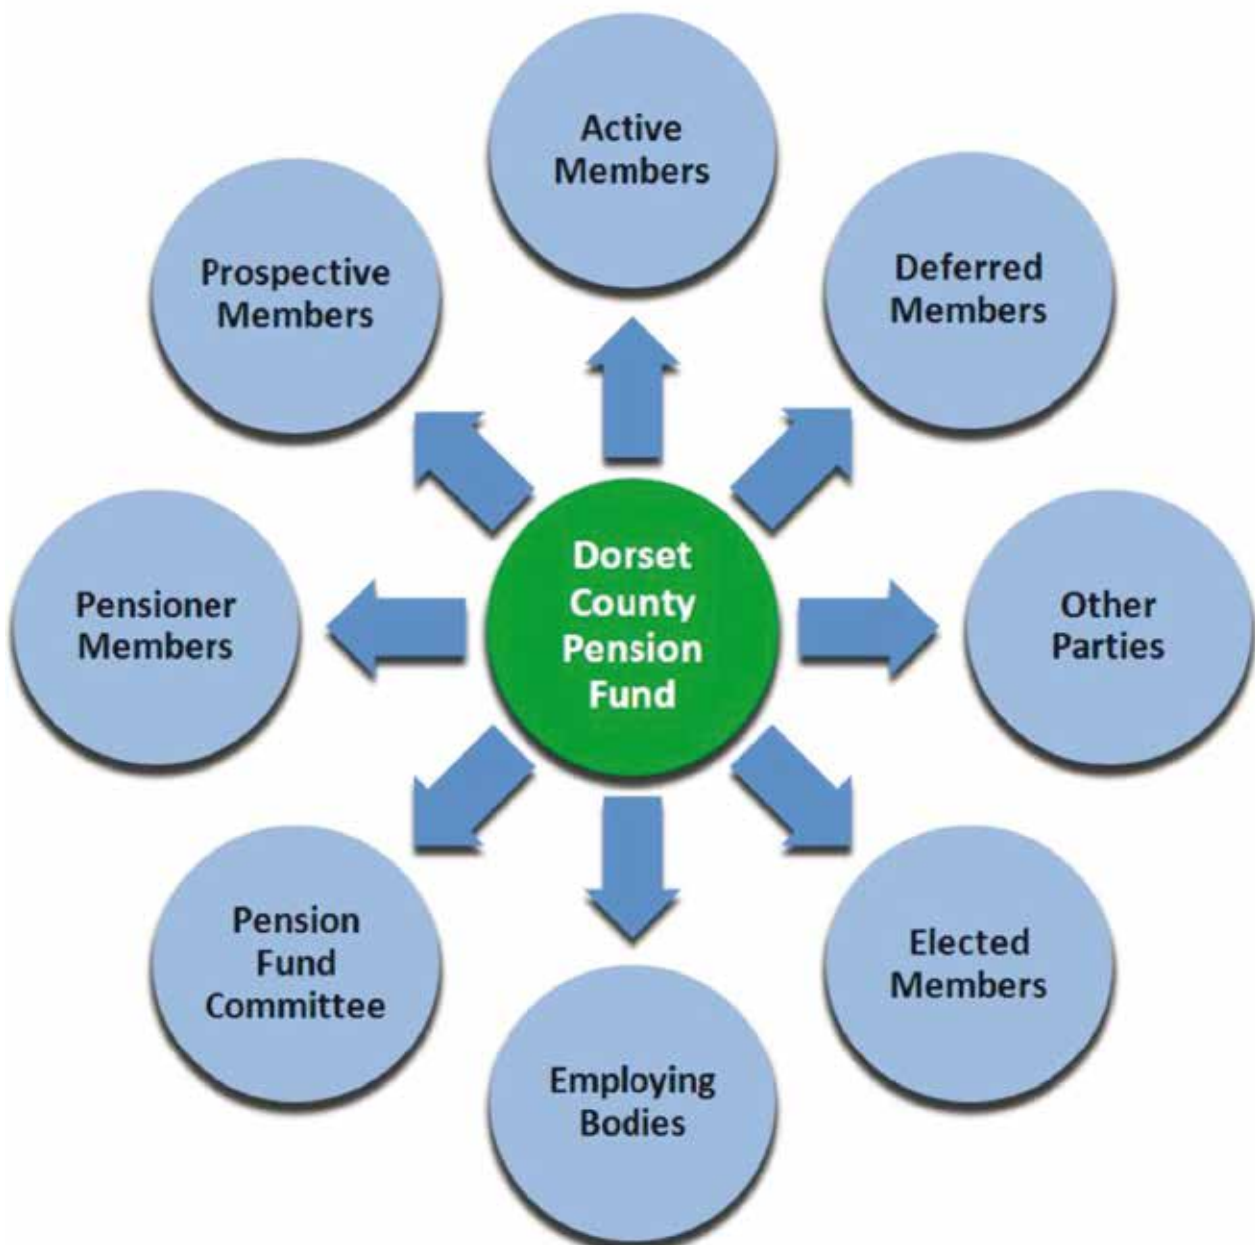 Active
Members
Prospective
Members
Deferred
Members
Pensioner
Members
Dorset
County
Pension
Fund
Other
Parties
Pension
Fund
Committee
Elected
Members
Employing
Bodies